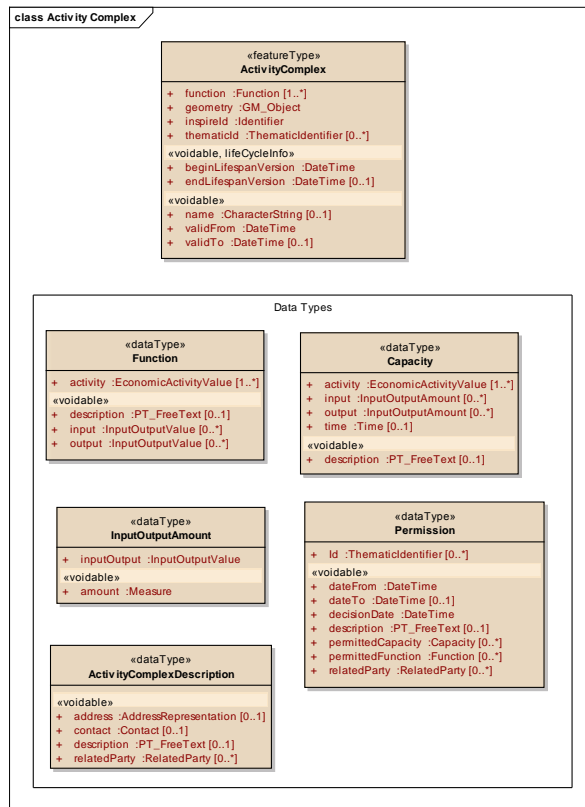 class Activity Complex
«featureType»
ActivityComplex
+ function :Function [1..*]
+ geometry :GM_Object
+ inspireId :Identifier
+ thematicId :ThematicIdentifier [0..*]
«voidable, lifeCycleInfo»
+ beginLifespanVersion :DateTime
+ endLifespanVersion :DateTime [0..1]
«voidable»
+ name :CharacterString [0..1]
+ validFrom :DateTime
+ validTo :DateTime [0..1]
Data Types
«dataType»
Function
+ activity :EconomicActivityValue [1..*]
«voidable»
+ description :PT_FreeText [0..1]
+ input :InputOutputValue [0..*]
+ output :InputOutputValue [0..*]
«dataType»
Capacity
+ activity :EconomicActivityValue [1..*]
+ input :InputOutputAmount [0..*]
+ output :InputOutputAmount [0..*]
+ time :Time [0..1]
«voidable»
+ description :PT_FreeText [0..1]
«dataType»
InputOutputAmount
+ inputOutput :InputOutputValue
«voidable»
+ amount :Measure
«dataType»
Permission
+ Id :ThematicIdentifier [0..*]
«voidable»
+ dateFrom :DateTime
+ dateTo :DateTime [0..1]
+ decisionDate :DateTime
+ description :PT_FreeText [0..1]
+ permittedCapacity :Capacity [0..*]
+ permittedFunction :Function [0..*]
+ relatedParty :RelatedParty [0..*]
«dataType»
ActivityComplexDescription
«voidable»
+ address :AddressRepresentation [0..1]
+ contact :Contact [0..1]
+ description :PT_FreeText [0..1]
+ relatedParty :RelatedParty [0..*]